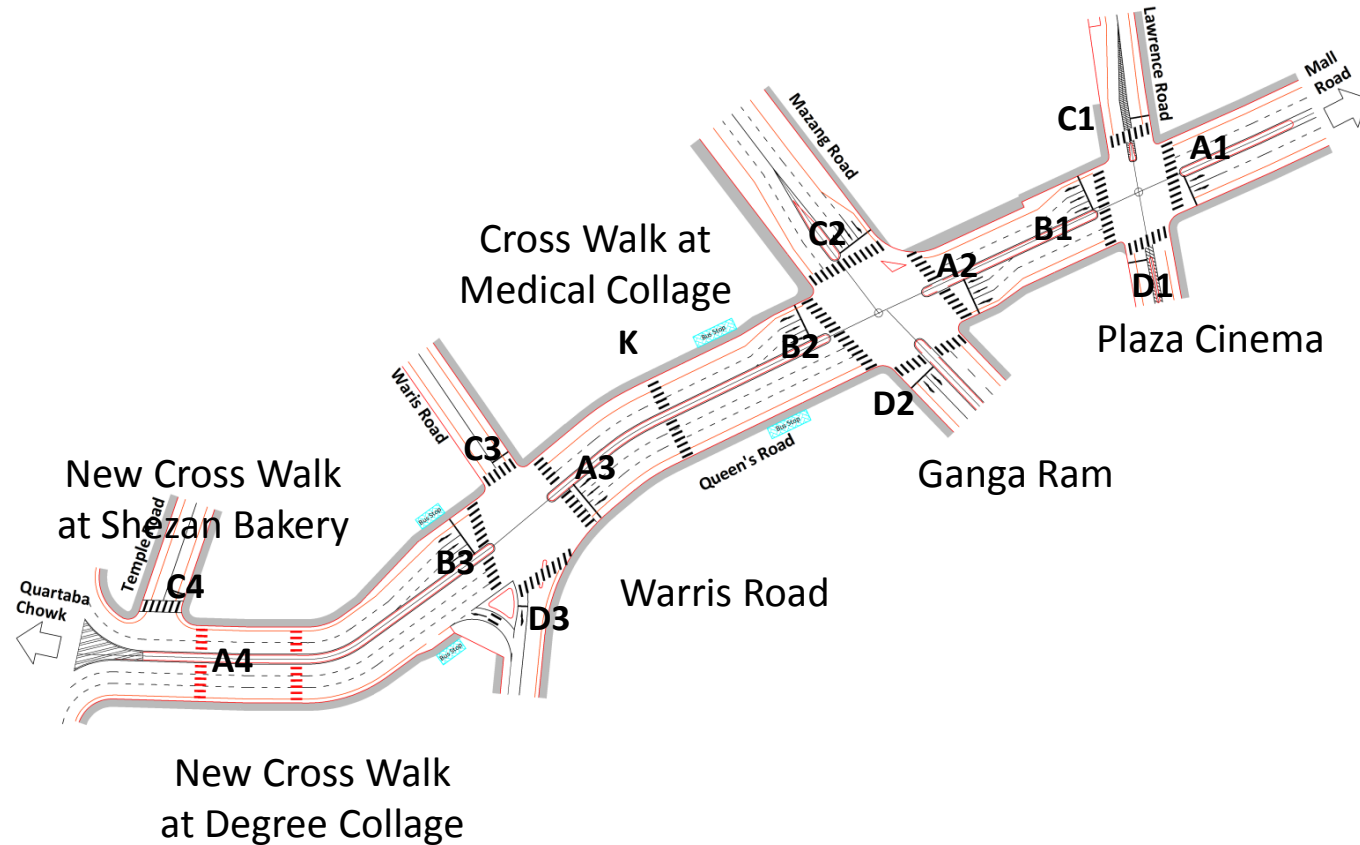 Lawrence Road
Mall
Road
C1
A1
Mazang Road
B1
C2
A2
D1
Cross Walk at
Medical Collage
K
Bus Stop
B2
Plaza Cinema
Waris Road
D2
Bus Stop
Queen's Road
C3
A3
Ganga Ram
New Cross Walk
at Shezan Bakery
Temple Road
Bus Stop
B3
Warris Road
Quartaba
Chowk
C4
D3
Bus Stop
A4
New Cross Walk
at Degree Collage